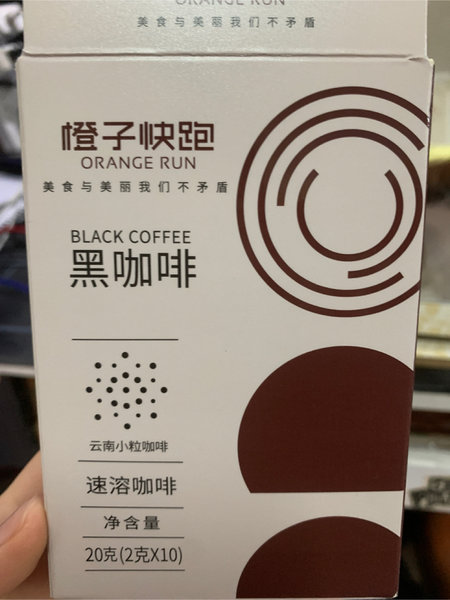 ORANGE RUN
美食与美丽我们不矛盾
橙子快跑
ORANGE RUN
美食与美丽我们不矛盾
BLACK COFFEE
黑咖啡
云南小粒咖啡
速溶咖啡
净含量
20克(2克X10)